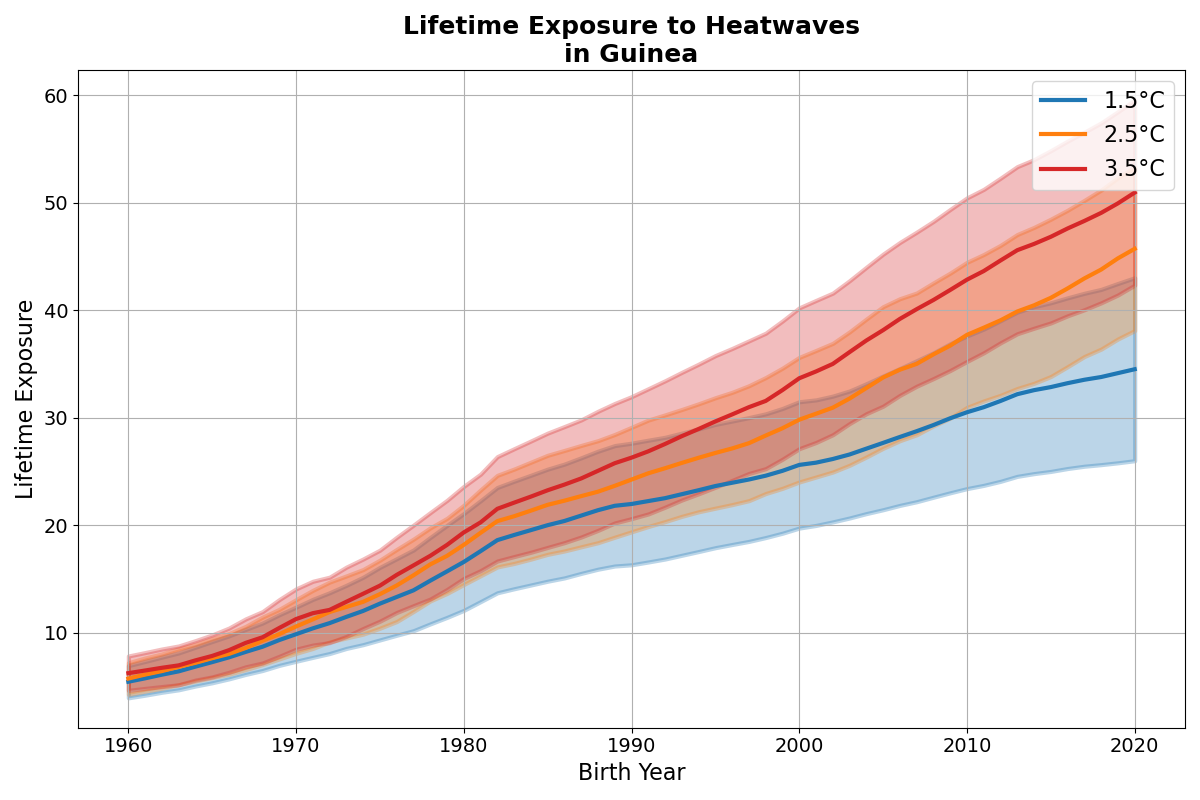 Lifetime Exposure to Heatwaves
in Guinea
60
50
40
30
20
10
Lifetime Exposure
1.5°C
2.5°C
3.5°C
1960 1970 1980 1990 2000 2010 2020
Birth Year